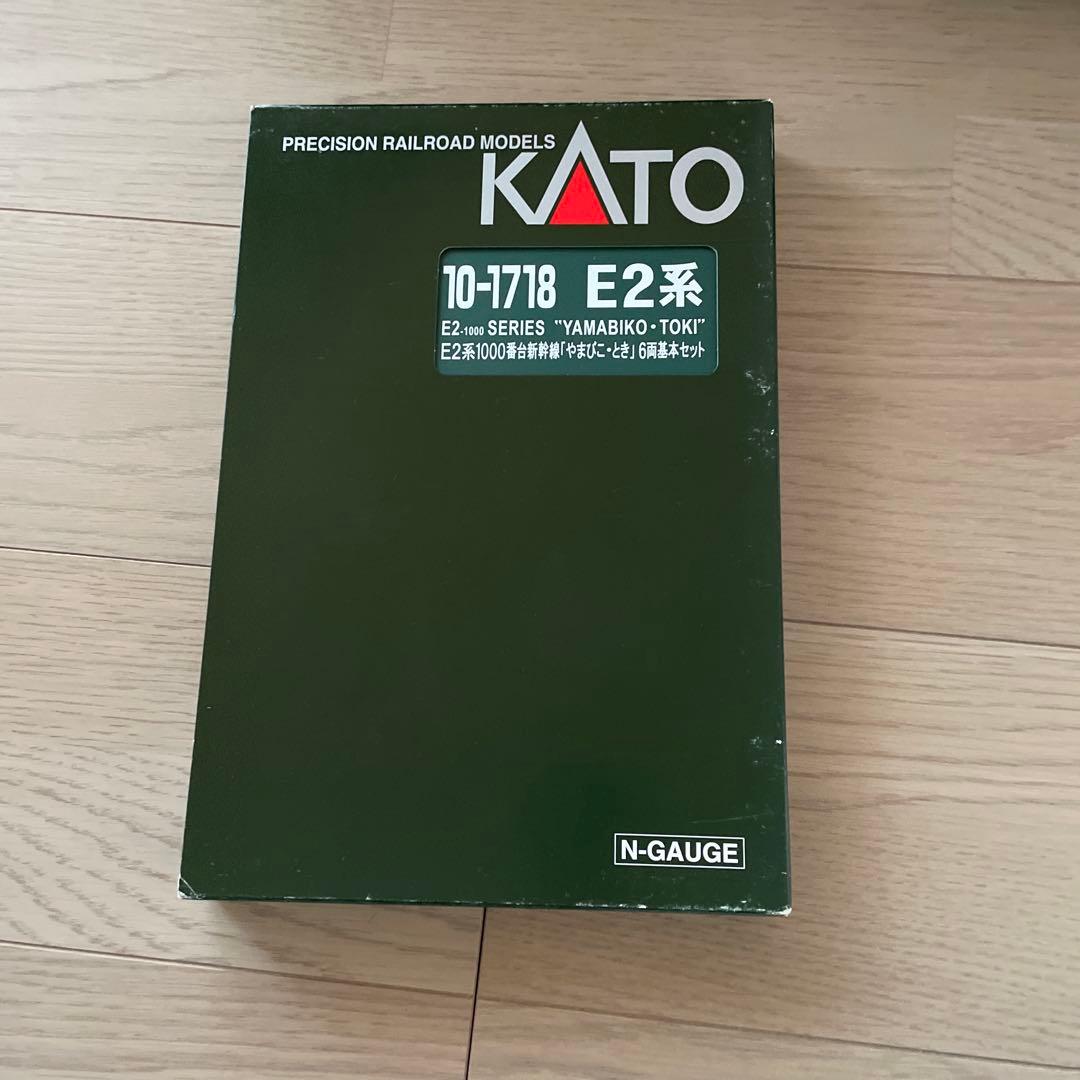 PRECISION RAILROAD MODELS
KATO
10-1718 E2系
E2-1000 SERIES "YAMABIKO・TOKI"
E2系1000番台新幹線「やまびこ・とき」6両基本セット
N-GAUGE